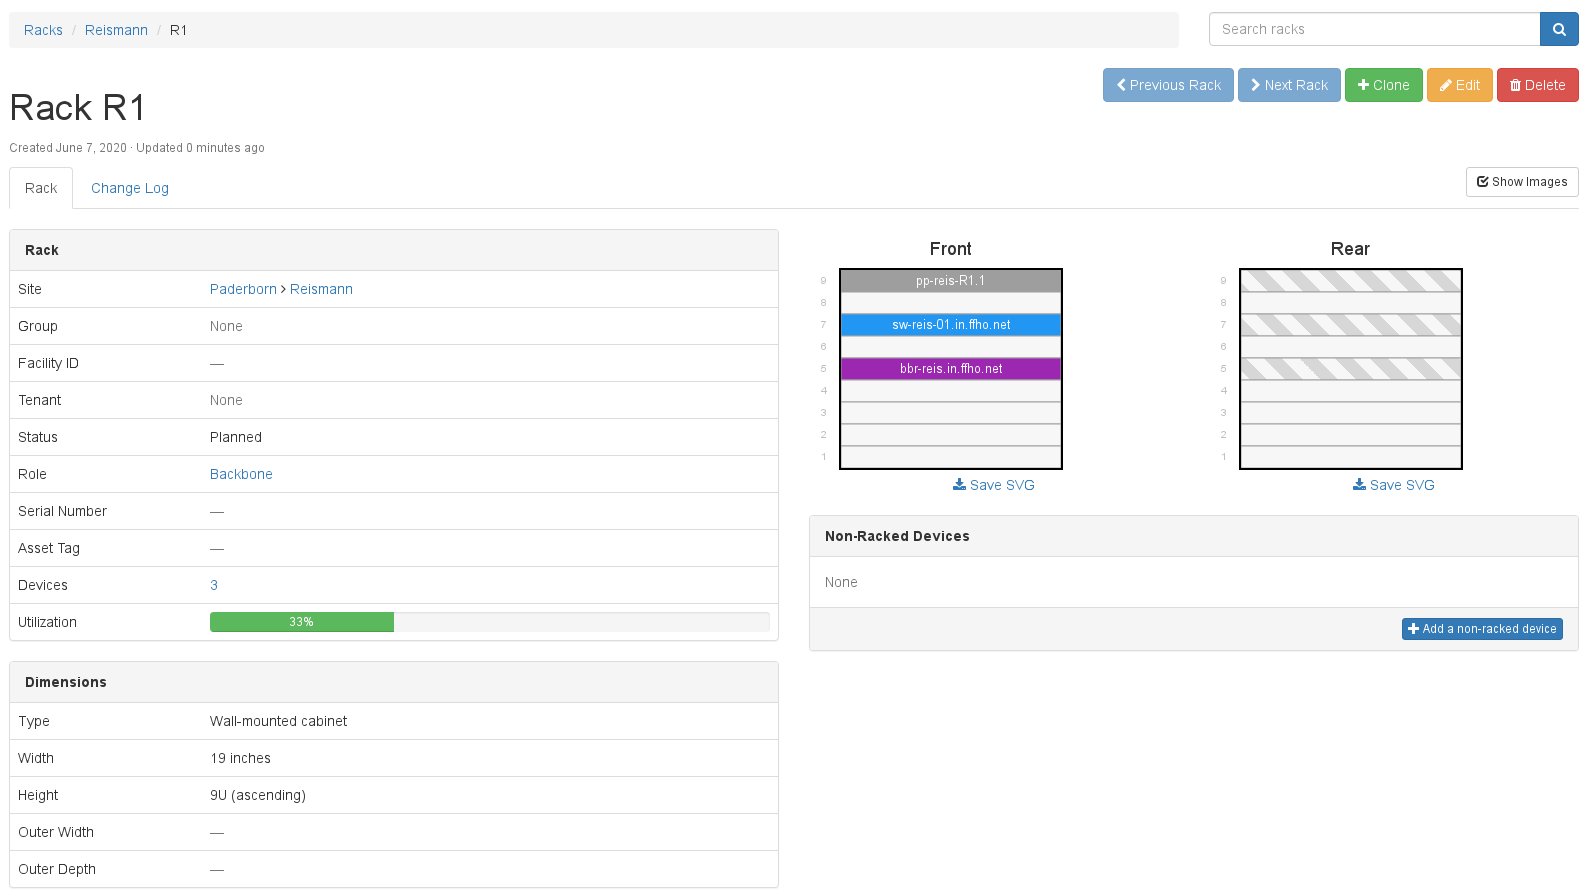 Racks / Reismann / R1
Search racks
Previous Rack Next Rack Clone Edit Delete
Rack R1
Created June 7, 2020 · Updated 0 minutes ago
Rack Change Log
Show Images
Rack
Site Paderborn > Reismann
Group None
Facility ID —
Tenant None
Status Planned
Role Backbone
Serial Number —
Asset Tag —
Devices 3
Utilization 33%
Dimensions
Type Wall-mounted cabinet
Width 19 inches
Height 9U (ascending)
Outer Width —
Outer Depth —
Front
9 pp-reis-R1.1
8
7 sw-reis-01.in.ffho.net
6
5 bbr-reis.in.ffho.net
4
3
2
1
Save SVG
Rear
9
8
7
6
5
4
3
2
1
Save SVG
Non-Racked Devices
None
Add a non-racked device